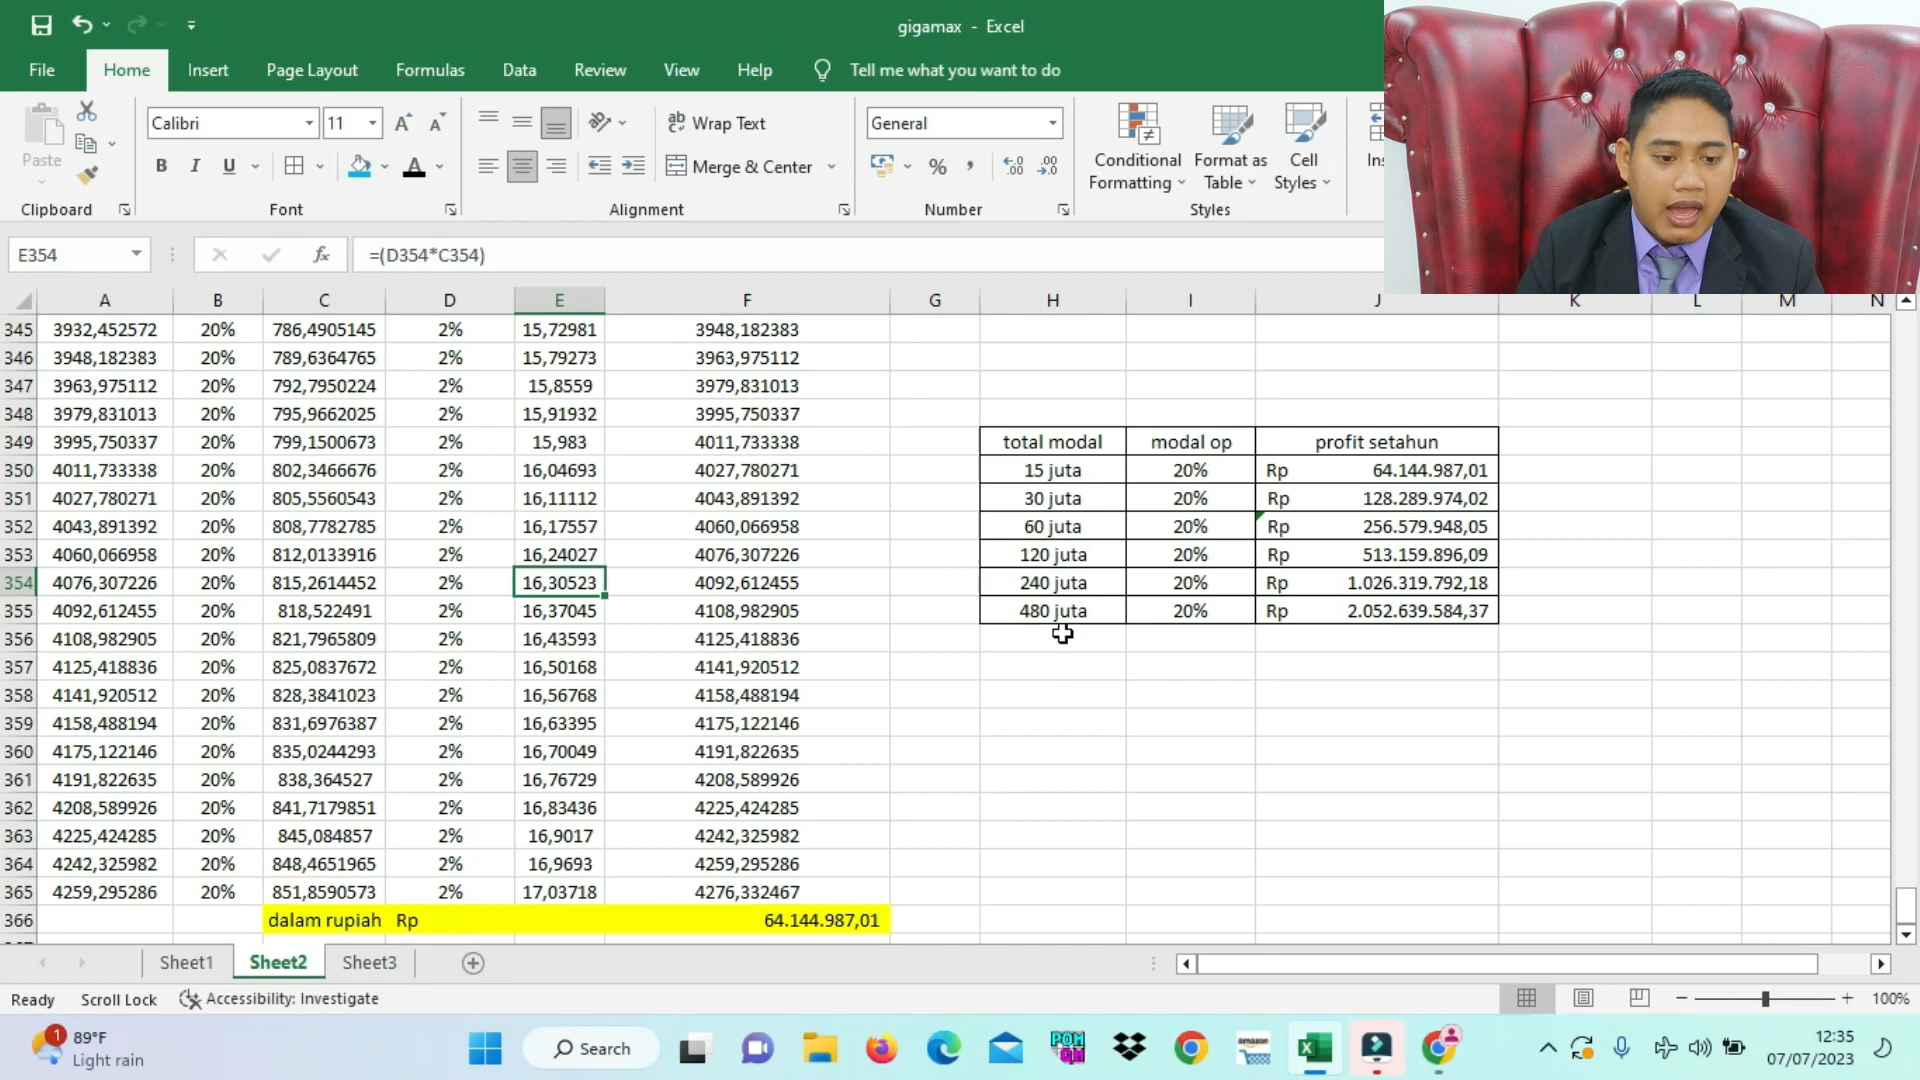 gigamax - Excel
File Home Insert Page Layout Formulas Data Review View Help Tell me what you want to do
Paste
Clipboard
Calibri 11
B I U
Font
Wrap Text
Merge & Center
Alignment
General
Number
Conditional Formatting
Format as Table
Cell Styles
Styles
Ins
E354 fx =(D354*C354)
A B C D E F G H I J K L M N
345 3932,452572 20% 786,4905145 2% 15,72981 3948,182383
346 3948,182383 20% 789,6364765 2% 15,79273 3963,975112
347 3963,975112 20% 792,7950224 2% 15,8559 3979,831013
348 3979,831013 20% 795,9662025 2% 15,91932 3995,750337
349 3995,750337 20% 799,1500673 2% 15,983 4011,733338 total modal modal op profit setahun
350 4011,733338 20% 802,3466676 2% 16,04693 4027,780271 15 juta 20% Rp 64.144.987,01
351 4027,780271 20% 805,5560543 2% 16,11112 4043,891392 30 juta 20% Rp 128.289.974,02
352 4043,891392 20% 808,7782785 2% 16,17557 4060,066958 60 juta 20% Rp 256.579.948,05
353 4060,066958 20% 812,0133916 2% 16,24027 4076,307226 120 juta 20% Rp 513.159.896,09
354 4076,307226 20% 815,2614452 2% 16,30523 4092,612455 240 juta 20% Rp 1.026.319.792,18
355 4092,612455 20% 818,522491 2% 16,37045 4108,982905 480 juta 20% Rp 2.052.639.584,37
356 4108,982905 20% 821,7965809 2% 16,43593 4125,418836
357 4125,418836 20% 825,0837672 2% 16,50168 4141,920512
358 4141,920512 20% 828,3841023 2% 16,56768 4158,488194
359 4158,488194 20% 831,6976387 2% 16,63395 4175,122146
360 4175,122146 20% 835,0244293 2% 16,70049 4191,822635
361 4191,822635 20% 838,364527 2% 16,76729 4208,589926
362 4208,589926 20% 841,7179851 2% 16,83436 4225,424285
363 4225,424285 20% 845,084857 2% 16,9017 4242,325982
364 4242,325982 20% 848,4651965 2% 16,9693 4259,295286
365 4259,295286 20% 851,8590573 2% 17,03718 4276,332467
366 dalam rupiah Rp 64.144.987,01
Sheet1 Sheet2 Sheet3
Ready Scroll Lock Accessibility: Investigate 100%
1 89°F
Light rain
Search
POM QM
amazon
12:35
07/07/2023